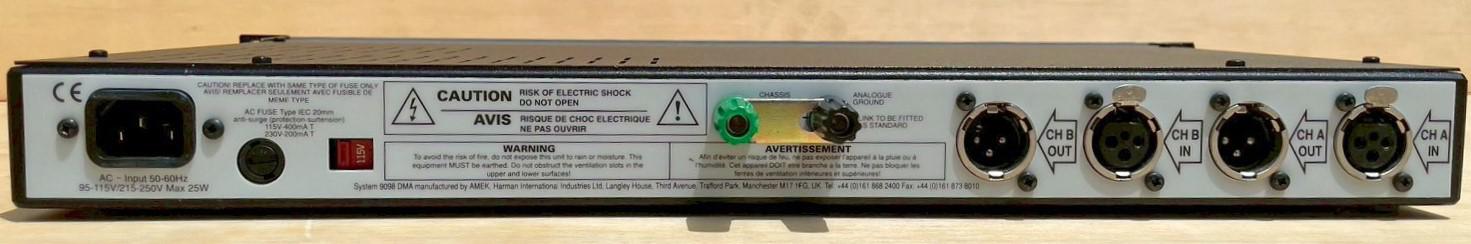 CE
CAUTION! REPLACE WITH SAME TYPE OF FUSE ONLY
AVIS! REMPLACER SEULEMENT AVEC FUSIBLE DE
MEME TYPE
AC FUSE Type IEC 20mm
anti-surge (protection-surtension)
115V-400mA T
230V-200mA T
115V
AC - Input 50-60Hz
95-115V/215-250V Max 25W
CAUTION RISK OF ELECTRIC SHOCK
DO NOT OPEN
AVIS RISQUE DE CHOC ELECTRIQUE
NE PAS OUVRIR
WARNING
To avoid the risk of fire, do not expose this unit to rain or moisture. This
equipment MUST be earthed. Do not obstruct the ventilation slots in the
upper and lower surfaces!
CHASSIS
ANALOGUE
GROUND
LINK TO BE FITTED
AS STANDARD
AVERTISSEMENT
Afin d'éviter un risque de feu, ne pas exposer l'appareil à la pluie ou à
l'humidité. Cet appareil DOIT etre branche à la terre. Ne pas bloquer les
fentes de ventilation inférieures et supérieures!
System 9098 DMA manufactured by AMEK, Harman International Industries Ltd, Langley House, Third Avenue, Trafford Park, Manchester M17 1FG, UK. Tel. +44 (0)161 868 2400 Fax: +44 (0)161 873 8010
CH B
OUT
CH B
IN
CH A
OUT
CH A
IN